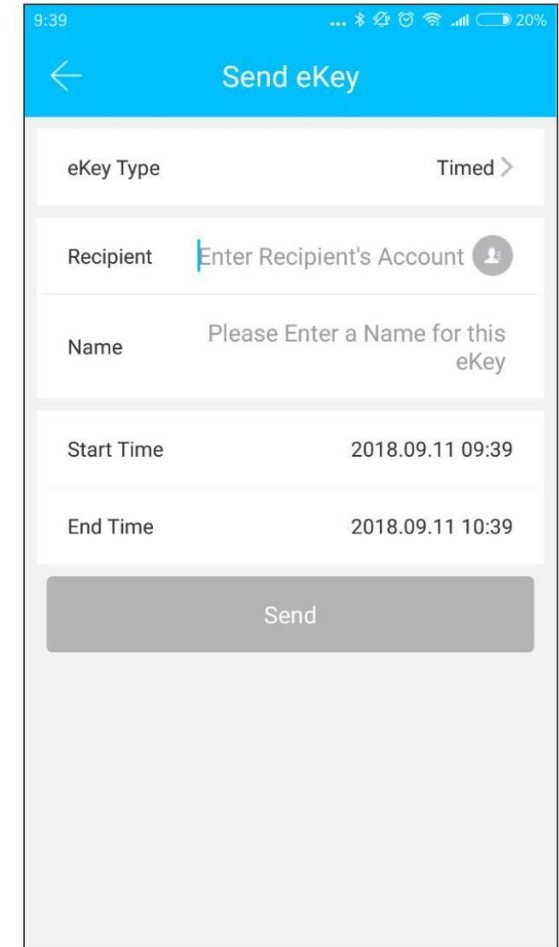 9:39 ... 20%
Send eKey
eKey Type Timed
Recipient Enter Recipient's Account
Name Please Enter a Name for this
eKey
Start Time 2018.09.11 09:39
End Time 2018.09.11 10:39
Send